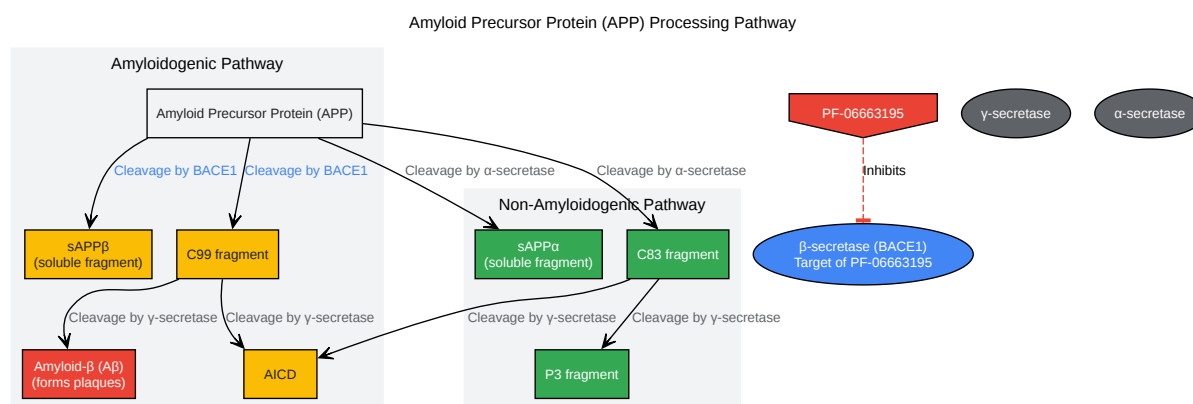 Amyloid Precursor Protein (APP) Processing Pathway
Amyloidogenic Pathway
Amyloid Precursor Protein (APP)
PF-06663195
γ-secretase
α-secretase
Cleavage by BACE1
Cleavage by BACE1
Cleavage by α-secretase
Cleavage by α-secretase
Inhibits
Non-Amyloidogenic Pathway
sAPPβ
(soluble fragment)
C99 fragment
sAPPα
(soluble fragment)
C83 fragment
β-secretase (BACE1)
Target of PF-06663195
Cleavage by γ-secretase
Cleavage by γ-secretase
Cleavage by γ-secretase
Cleavage by γ-secretase
Amyloid-β (Aβ)
(forms plaques)
AICD
P3 fragment